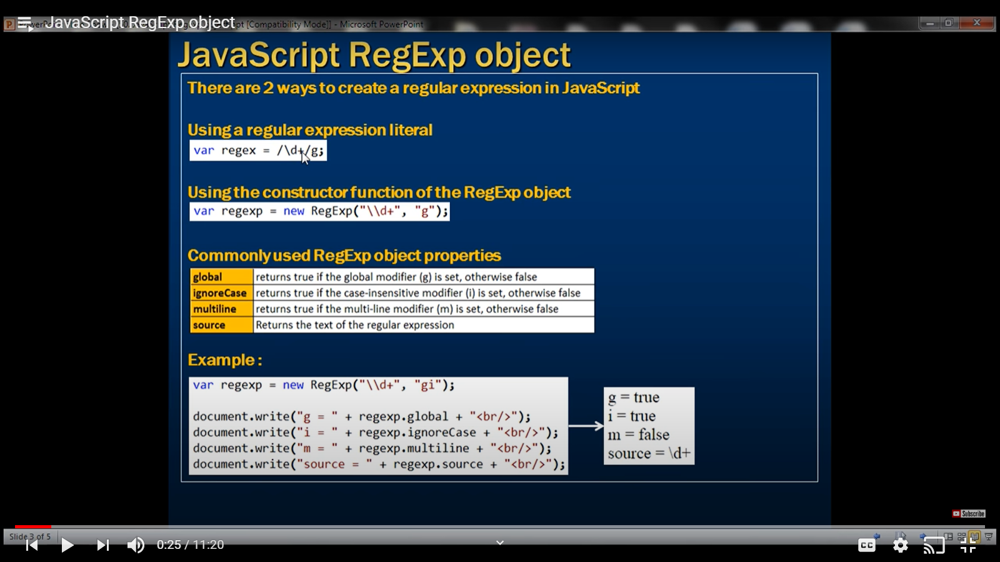 JavaScript RegExp object
[Compatibility Mode]] - Microsoft PowerPoint
JavaScript RegExp object
There are 2 ways to create a regular expression in JavaScript
Using a regular expression literal
var regex = /\d+/g;
Using the constructor function of the RegExp object
var regexp = new RegExp("\\d+", "g");
Commonly used RegExp object properties
global returns true if the global modifier (g) is set, otherwise false
ignoreCase returns true if the case-insensitive modifier (i) is set, otherwise false
multiline returns true if the multi-line modifier (m) is set, otherwise false
source Returns the text of the regular expression
Example :
var regexp = new RegExp("\\d+", "gi");
document.write("g = " + regexp.global + "<br/>");
document.write("i = " + regexp.ignoreCase + "<br/>");
document.write("m = " + regexp.multiline + "<br/>");
document.write("source = " + regexp.source + "<br/>");
g = true
i = true
m = false
source = \d+
Subscribe
Slide 3 of 5
0:25 / 11:20
CC